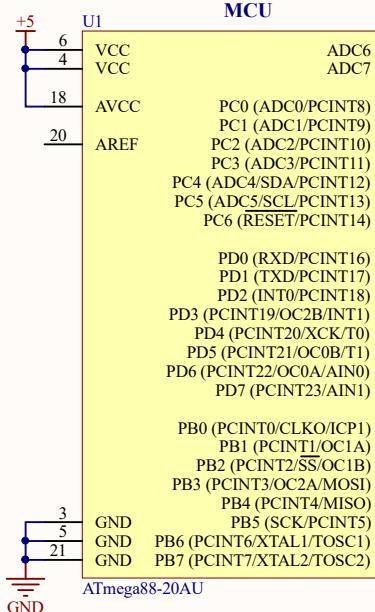 MCU
+5
U1
6 VCC ADC6
4 VCC ADC7
18 AVCC PC0 (ADC0/PCINT8)
PC1 (ADC1/PCINT9)
20 AREF PC2 (ADC2/PCINT10)
PC3 (ADC3/PCINT11)
PC4 (ADC4/SDA/PCINT12)
PC5 (ADC5/SCL/PCINT13)
PC6 (RESET/PCINT14)
PD0 (RXD/PCINT16)
PD1 (TXD/PCINT17)
PD2 (INT0/PCINT18)
PD3 (PCINT19/OC2B/INT1)
PD4 (PCINT20/XCK/T0)
PD5 (PCINT21/OC0B/T1)
PD6 (PCINT22/OC0A/AIN0)
PD7 (PCINT23/AIN1)
PB0 (PCINT0/CLKO/ICP1)
PB1 (PCINT1/OC1A)
PB2 (PCINT2/SS/OC1B)
PB3 (PCINT3/OC2A/MOSI)
PB4 (PCINT4/MISO)
3 GND PB5 (SCK/PCINT5)
5 GND PB6 (PCINT6/XTAL1/TOSC1)
21 GND PB7 (PCINT7/XTAL2/TOSC2)
ATmega88-20AU
GND